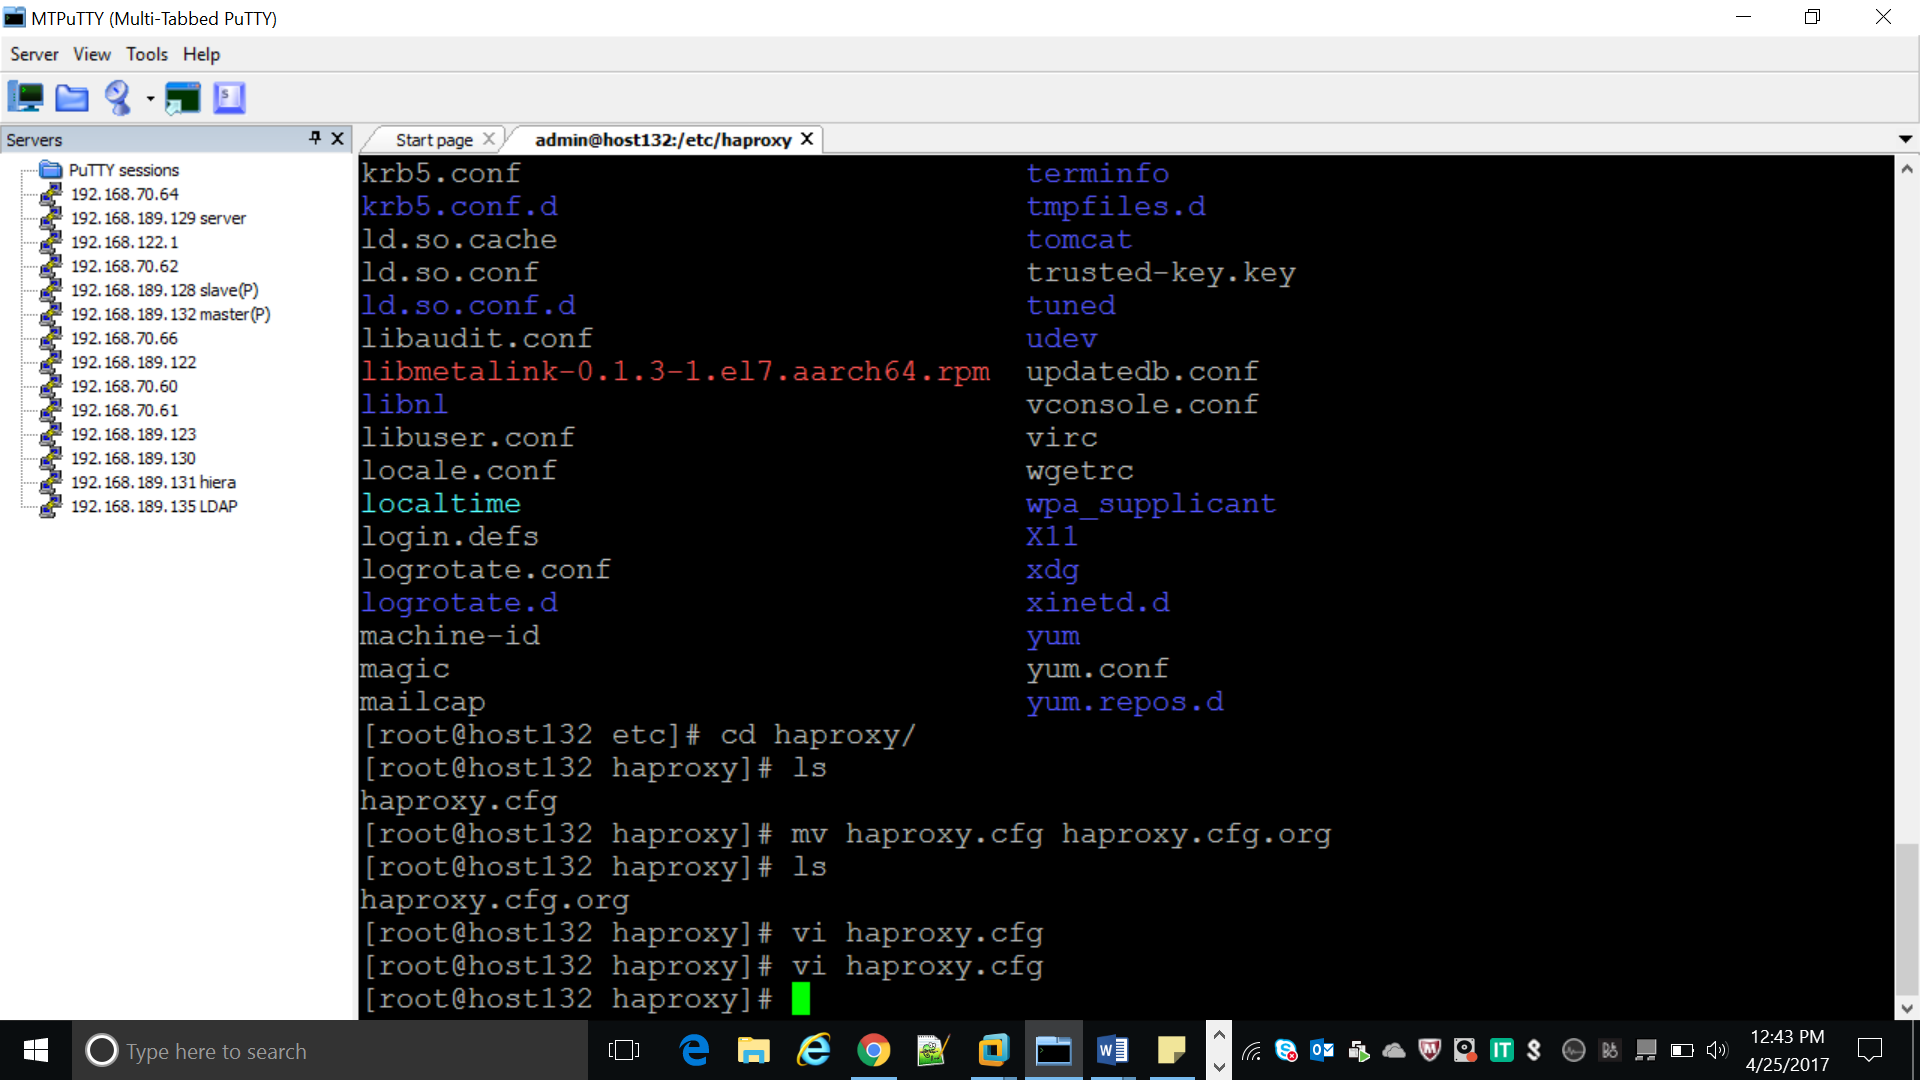 MTPuTTY (Multi-Tabbed PuTTY)
Server View Tools Help
Servers
PuTTY sessions
192.168.70.64
192.168.189.129 server
192.168.122.1
192.168.70.62
192.168.189.128 slave(P)
192.168.189.132 master(P)
192.168.70.66
192.168.189.122
192.168.70.60
192.168.70.61
192.168.189.123
192.168.189.130
192.168.189.131 hiera
192.168.189.135 LDAP
Start page admin@host132:/etc/haproxy
krb5.conf terminfo
krb5.conf.d tmpfiles.d
ld.so.cache tomcat
ld.so.conf trusted-key.key
ld.so.conf.d tuned
libaudit.conf udev
libmetalink-0.1.3-1.el7.aarch64.rpm updatedb.conf
libnl vconsole.conf
libuser.conf virc
locale.conf wgetrc
localtime wpa_supplicant
login.defs X11
logrotate.conf xdg
logrotate.d xinetd.d
machine-id yum
magic yum.conf
mailcap yum.repos.d
[root@host132 etc]# cd haproxy/
[root@host132 haproxy]# ls
haproxy.cfg
[root@host132 haproxy]# mv haproxy.cfg haproxy.cfg.org
[root@host132 haproxy]# ls
haproxy.cfg.org
[root@host132 haproxy]# vi haproxy.cfg
[root@host132 haproxy]# vi haproxy.cfg
[root@host132 haproxy]#
Type here to search
12:43 PM
4/25/2017